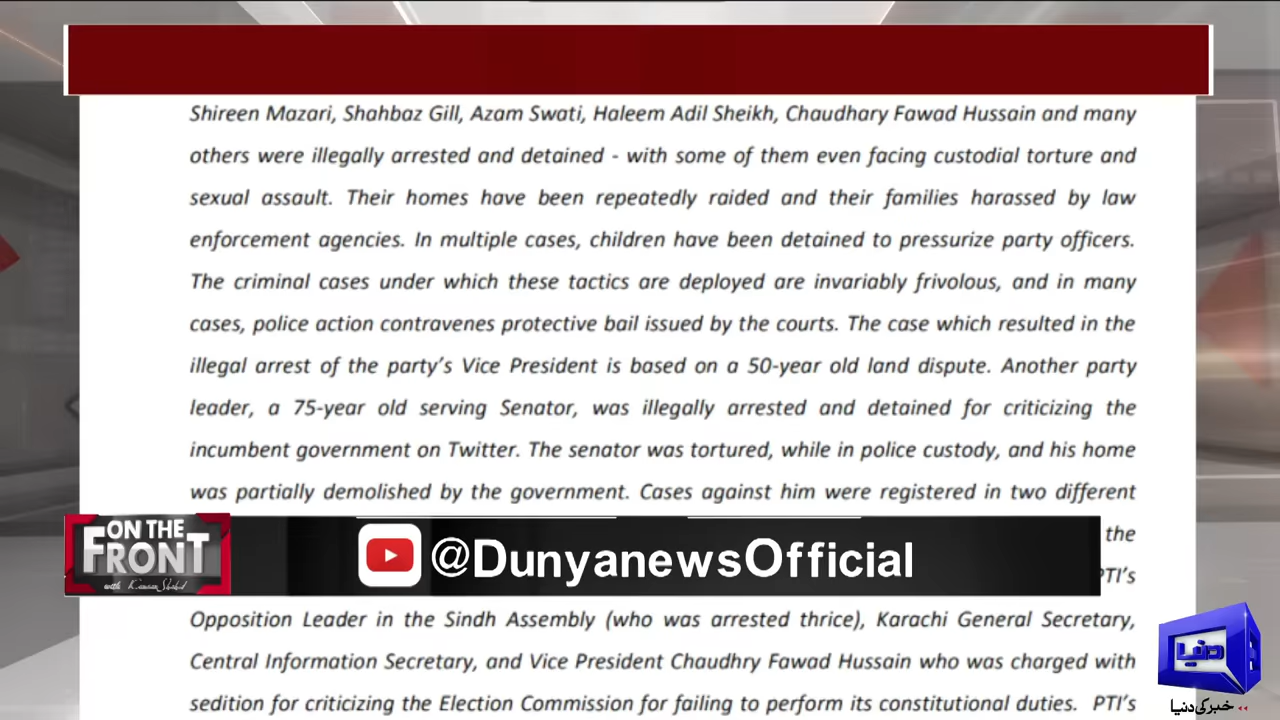 Shireen Mazari, Shahbaz Gill, Azam Swati, Haleem Adil Sheikh, Chaudhary Fawad Hussain and many
others were illegally arrested and detained - with some of them even facing custodial torture and
sexual assault. Their homes have been repeatedly raided and their families harassed by law
enforcement agencies. In multiple cases, children have been detained to pressurize party officers.
The criminal cases under which these tactics are deployed are invariably frivolous, and in many
cases, police action contravenes protective bail issued by the courts. The case which resulted in the
illegal arrest of the party's Vice President is based on a 50-year old land dispute. Another party
leader, a 75-year old serving Senator, was illegally arrested and detained for criticizing the
incumbent government on Twitter. The senator was tortured, while in police custody, and his home
was partially demolished by the government. Cases against him were registered in two different
the
ON THE
FRONT
with Kamran Shahid
@DunyanewsOfficial
PTI's
Opposition Leader in the Sindh Assembly (who was arrested thrice), Karachi General Secretary,
Central Information Secretary, and Vice President Chaudhry Fawad Hussain who was charged with
sedition for criticizing the Election Commission for failing to perform its constitutional duties. PTI's
دنیا
خبر کی دنیا